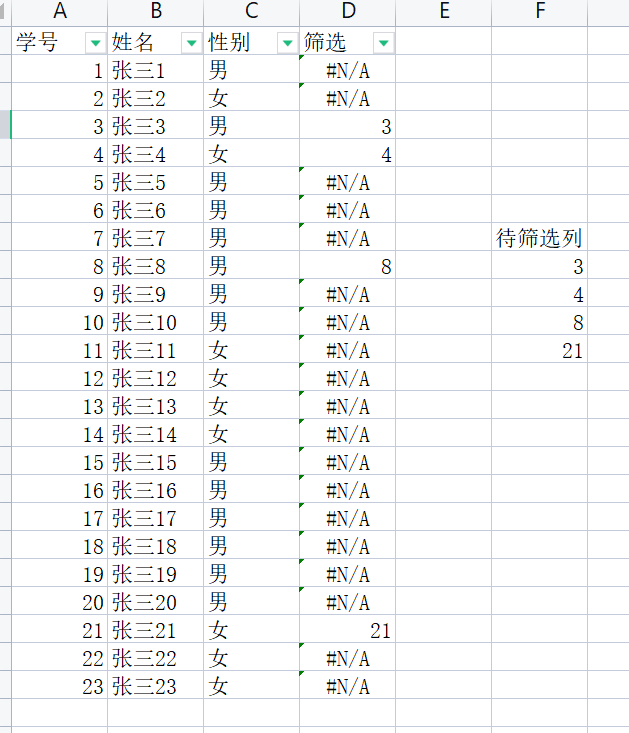 A B C D E F
学号 姓名 性别 筛选
1 张三1 男 #N/A
2 张三2 女 #N/A
3 张三3 男 3
4 张三4 女 4
5 张三5 男 #N/A
6 张三6 男 #N/A
7 张三7 男 #N/A 待筛选列
8 张三8 男 8 3
9 张三9 男 #N/A 4
10 张三10 男 #N/A 8
11 张三11 女 #N/A 21
12 张三12 女 #N/A
13 张三13 女 #N/A
14 张三14 女 #N/A
15 张三15 男 #N/A
16 张三16 男 #N/A
17 张三17 男 #N/A
18 张三18 男 #N/A
19 张三19 男 #N/A
20 张三20 男 #N/A
21 张三21 女 21
22 张三22 女 #N/A
23 张三23 女 #N/A